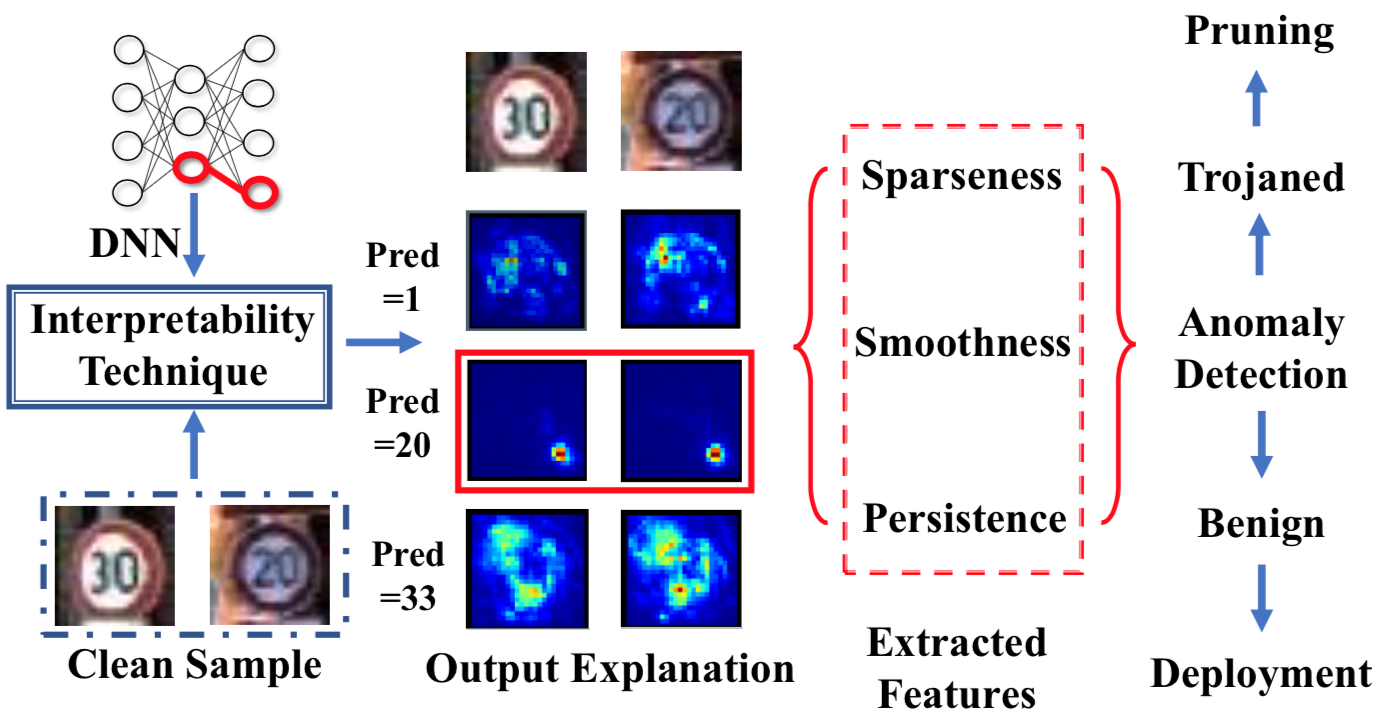 DNN
Interpretability
Technique
30
20
Clean Sample
30
20
Pred
=1
Pred
=20
Pred
=33
Output Explanation
Sparseness
Smoothness
Persistence
Extracted
Features
Pruning
Trojaned
Anomaly
Detection
Benign
Deployment